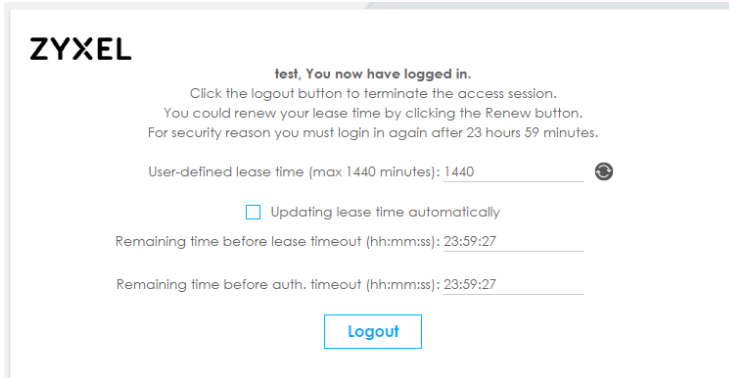 ZYXEL
test, You now have logged in.
Click the logout button to terminate the access session.
You could renew your lease time by clicking the Renew button.
For security reason you must login in again after 23 hours 59 minutes.
User-defined lease time (max 1440 minutes): 1440
Updating lease time automatically
Remaining time before lease timeout (hh:mm:ss): 23:59:27
Remaining time before auth. timeout (hh:mm:ss): 23:59:27
Logout